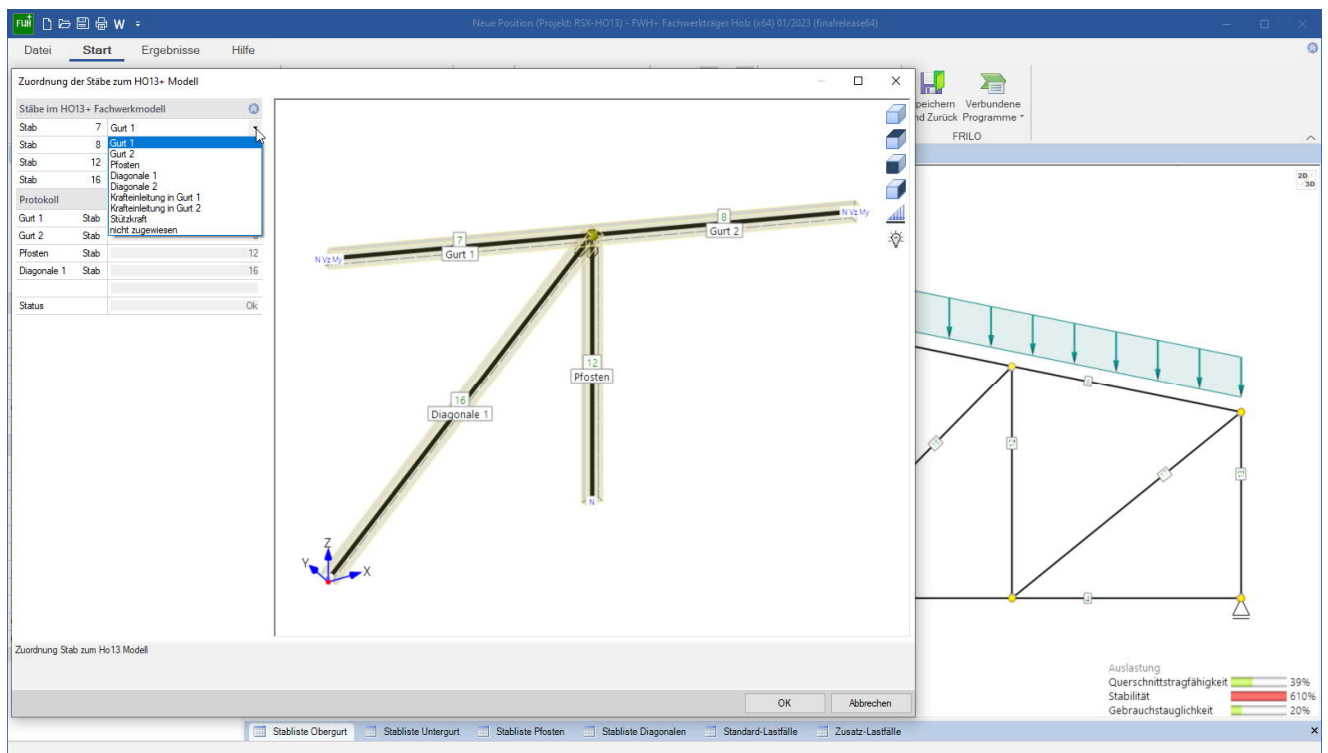 FWH W Neue Position (Projekt: RSX-HO13) - FWH+ Fachwerkträger Holz (x64) 01/2023 (finalrelease64)
Datei Start Ergebnisse Hilfe
Zuordnung der Stäbe zum HO13+ Modell
Stäbe im HO13+ Fachwerkmodell
Stab 7 Gurt 1
Stab 8
Stab 12
Stab 16
Gurt 1
Gurt 2
Pfosten
Diagonale 1
Diagonale 2
Krafteinleitung in Gurt 1
Krafteinleitung in Gurt 2
Stützkraft
nicht zugewiesen
Protokoll
Gurt 1 Stab
Gurt 2 Stab
Pfosten Stab 12
Diagonale 1 Stab 16
Status Ok
8
Gurt 2
N Vz My
7
Gurt 1
N Vz My
12
Pfosten
16
Diagonale 1
N
Z
Y
X
Zuordnung Stab zum Ho13 Modell
OK Abbrechen
peichern Verbundene
nd Zurück Programme
FRILO
2D
3D
12
13
Auslastung
Querschnittstragfähigkeit 39%
Stabilität 610%
Gebrauchstauglichkeit 20%
Stabliste Obergurt Stabliste Untergurt Stabliste Pfosten Stabliste Diagonalen Standard-Lastfälle Zusatz-Lastfälle